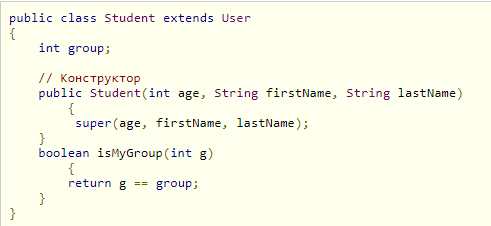 public class Student extends User
{
    int group;

    // Конструктор
    public Student(int age, String firstName, String lastName)
        {
         super(age, firstName, lastName);
    }
    boolean isMyGroup(int g)
        {
        return g == group;
    }
}